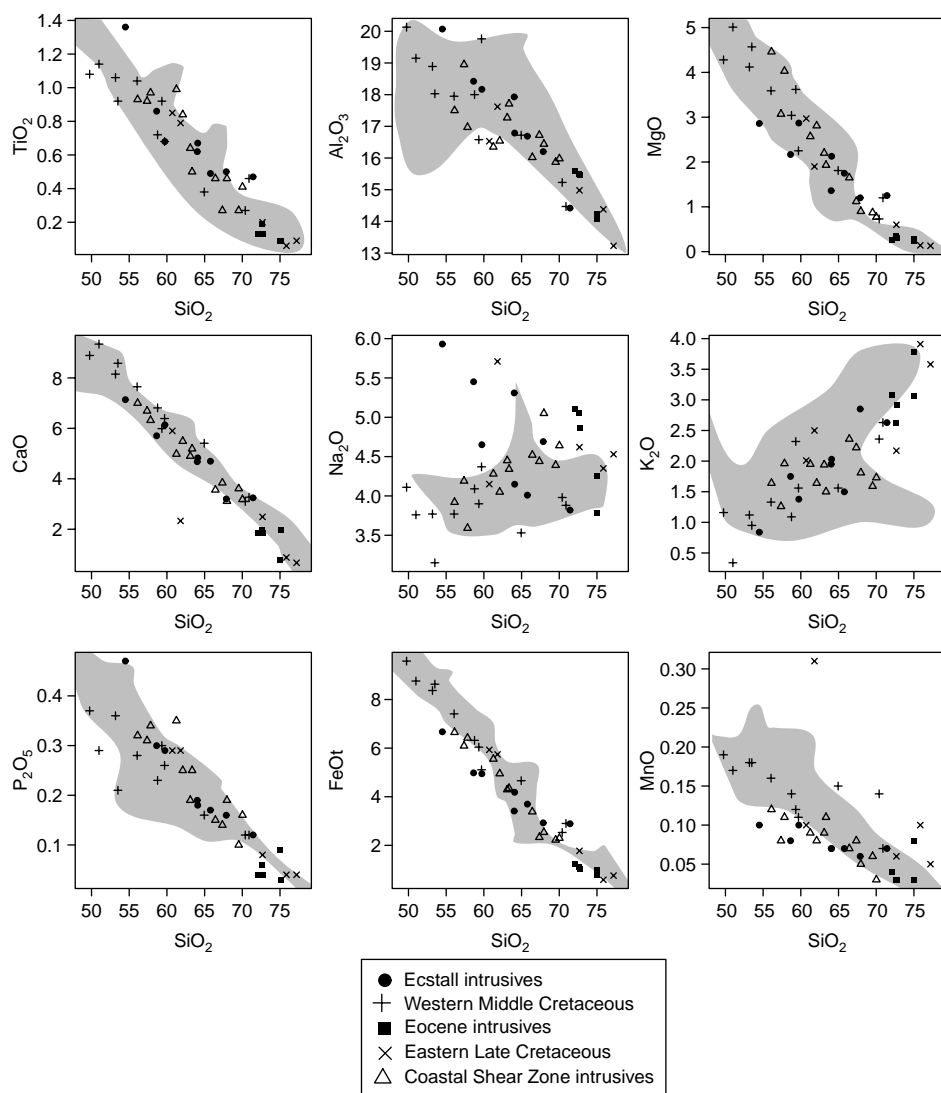 TiO2
1.4
1.2
1.0
0.8
0.6
0.4
0.2
50 55 60 65 70 75
SiO2
Al2O3
20
19
18
17
16
15
14
13
50 55 60 65 70 75
SiO2
MgO
5
4
3
2
1
0
50 55 60 65 70 75
SiO2
CaO
8
6
4
2
50 55 60 65 70 75
SiO2
Na2O
6.0
5.5
5.0
4.5
4.0
3.5
50 55 60 65 70 75
SiO2
K2O
4.0
3.5
3.0
2.5
2.0
1.5
1.0
0.5
50 55 60 65 70 75
SiO2
P2O5
0.4
0.3
0.2
0.1
50 55 60 65 70 75
SiO2
FeOt
8
6
4
2
50 55 60 65 70 75
SiO2
MnO
0.30
0.25
0.20
0.15
0.10
0.05
50 55 60 65 70 75
SiO2
Ecstall intrusives
Western Middle Cretaceous
Eocene intrusives
Eastern Late Cretaceous
Coastal Shear Zone intrusives